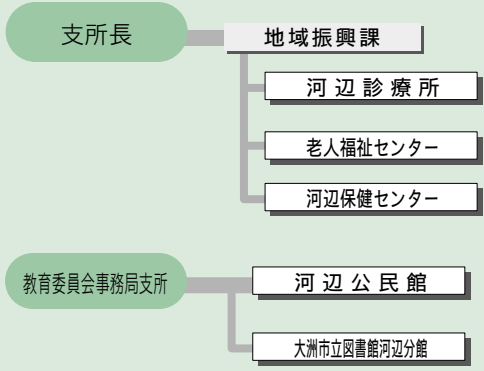 支所長
地域振興課
河辺診療所
老人福祉センター
河辺保健センター
教育委員会事務局支所
河辺公民館
大洲市立図書館河辺分館